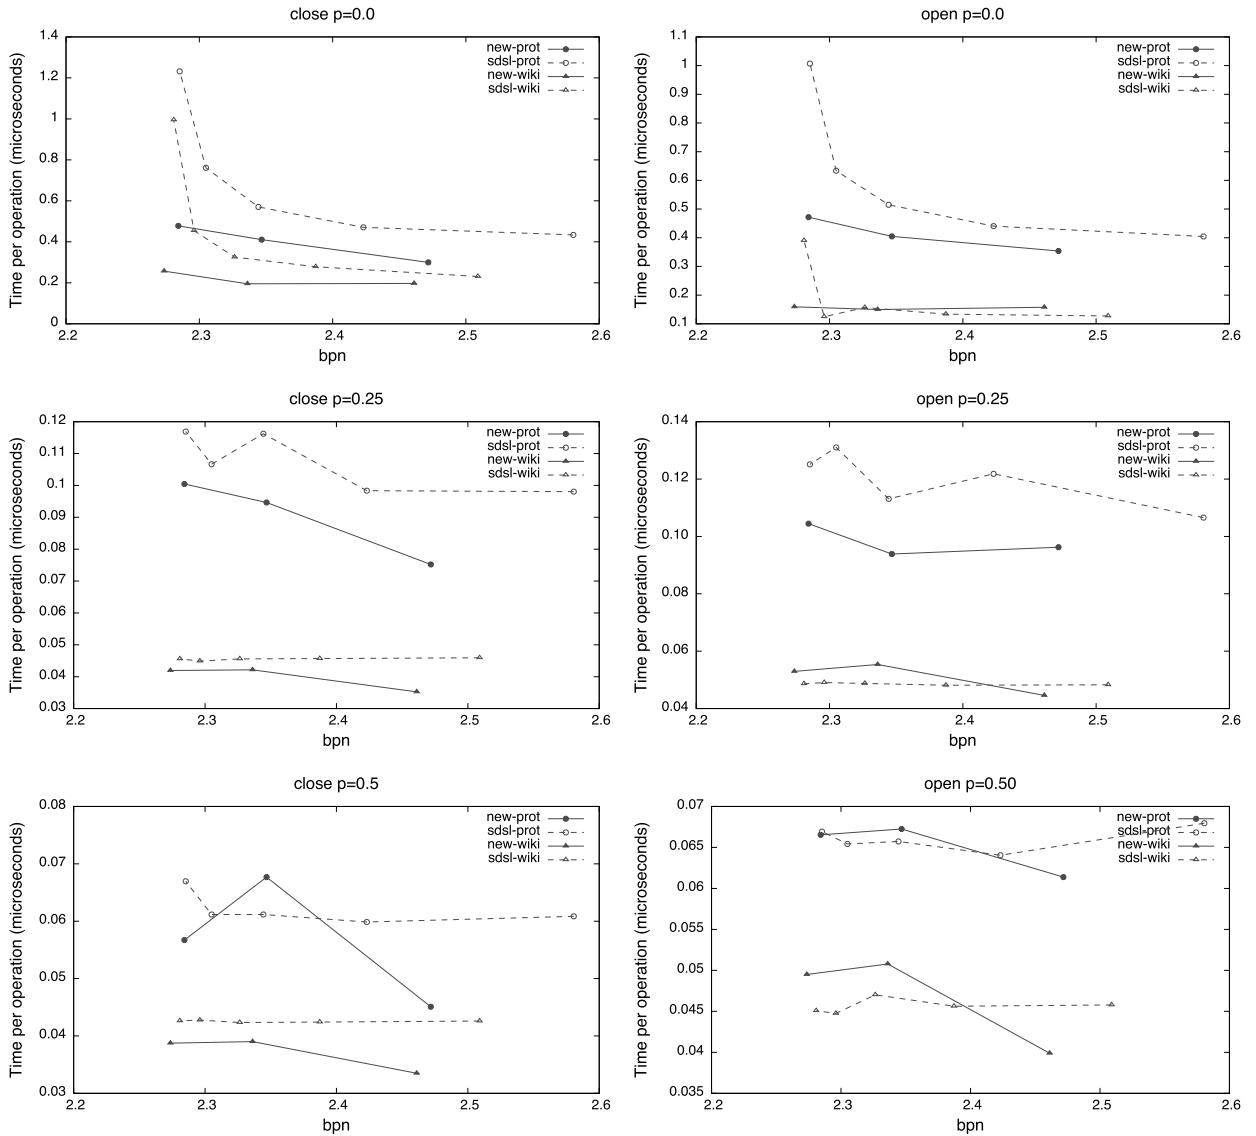 close p=0.0
Time per operation (microseconds)
1.4
1.2
1
0.8
0.6
0.4
0.2
0
2.2
2.3
2.4
2.5
2.6
bpn
new-prot
sdsl-prot
new-wiki
sdsl-wiki
open p=0.0
Time per operation (microseconds)
1.1
1
0.9
0.8
0.7
0.6
0.5
0.4
0.3
0.2
0.1
2.2
2.3
2.4
2.5
2.6
bpn
new-prot
sdsl-prot
new-wiki
sdsl-wiki
close p=0.25
Time per operation (microseconds)
0.12
0.11
0.1
0.09
0.08
0.07
0.06
0.05
0.04
0.03
2.2
2.3
2.4
2.5
2.6
bpn
new-prot
sdsl-prot
new-wiki
sdsl-wiki
open p=0.25
Time per operation (microseconds)
0.14
0.12
0.10
0.08
0.06
0.04
2.2
2.3
2.4
2.5
2.6
bpn
new-prot
sdsl-prot
new-wiki
sdsl-wiki
close p=0.5
Time per operation (microseconds)
0.08
0.07
0.06
0.05
0.04
0.03
2.2
2.3
2.4
2.5
2.6
bpn
new-prot
sdsl-prot
new-wiki
sdsl-wiki
open p=0.50
Time per operation (microseconds)
0.07
0.065
0.06
0.055
0.05
0.045
0.04
0.035
2.2
2.3
2.4
2.5
2.6
bpn
new-prot
sdsl-prot
new-wiki
sdsl-wiki